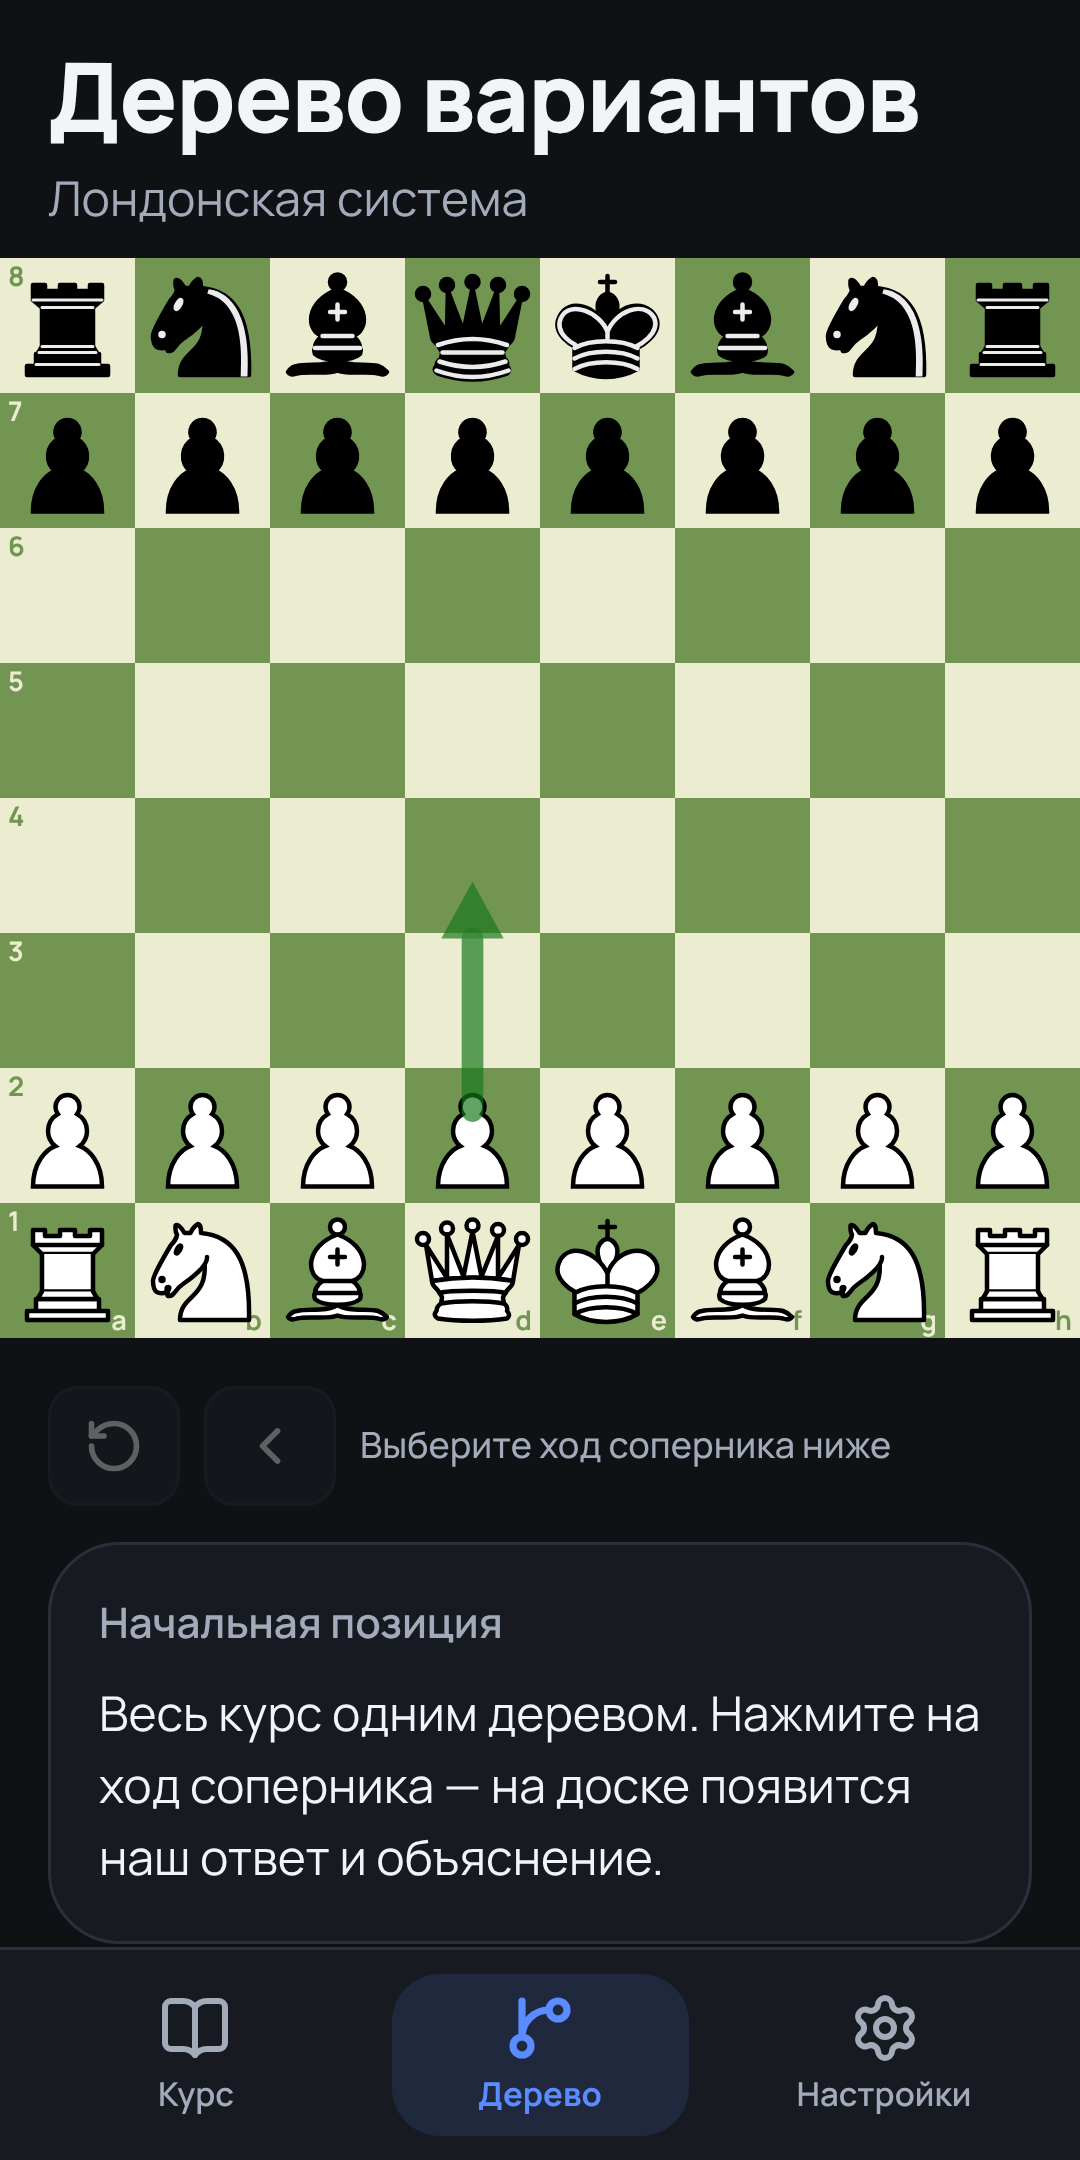 Дерево вариантов
Лондонская система
8
7
6
5
4
3
2
1
a b c d e f g h
Выберите ход соперника ниже
Начальная позиция
Весь курс одним деревом. Нажмите на
ход соперника — на доске появится
наш ответ и объяснение.
Курс Дерево Настройки